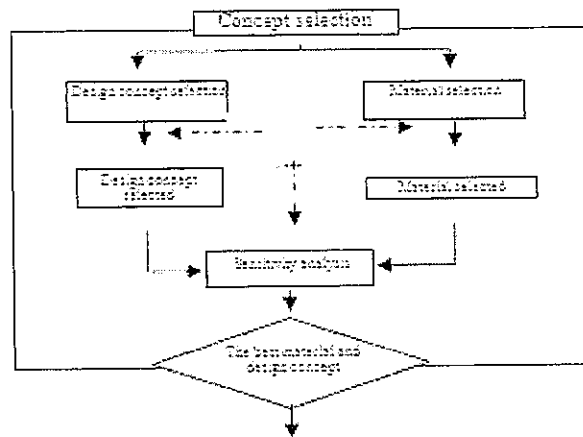 Concept selection
Design concept selection
Material selection
Design concept
selected
Material selected
Sensitivity analysis
The best material and
design concept